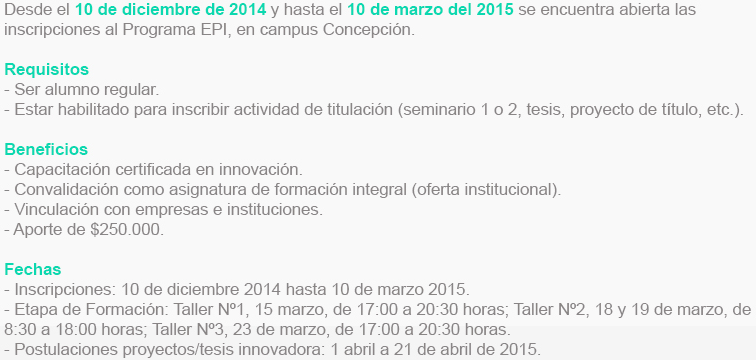 Desde el 10 de diciembre de 2014 y hasta el 10 de marzo del 2015 se encuentra abierta las
inscripciones al Programa EPI, en campus Concepción.
Requisitos
- Ser alumno regular.
- Estar habilitado para inscribir actividad de titulación (seminario 1 o 2, tesis, proyecto de título, etc.).
Beneficios
- Capacitación certificada en innovación.
- Convalidación como asignatura de formación integral (oferta institucional).
- Vinculación con empresas e instituciones.
- Aporte de $250.000.
Fechas
- Inscripciones: 10 de diciembre 2014 hasta 10 de marzo 2015.
- Etapa de Formación: Taller Nº1, 15 marzo, de 17:00 a 20:30 horas; Taller Nº2, 18 y 19 de marzo, de
8:30 a 18:00 horas; Taller Nº3, 23 de marzo, de 17:00 a 20:30 horas.
- Postulaciones proyectos/tesis innovadora: 1 abril a 21 de abril de 2015.